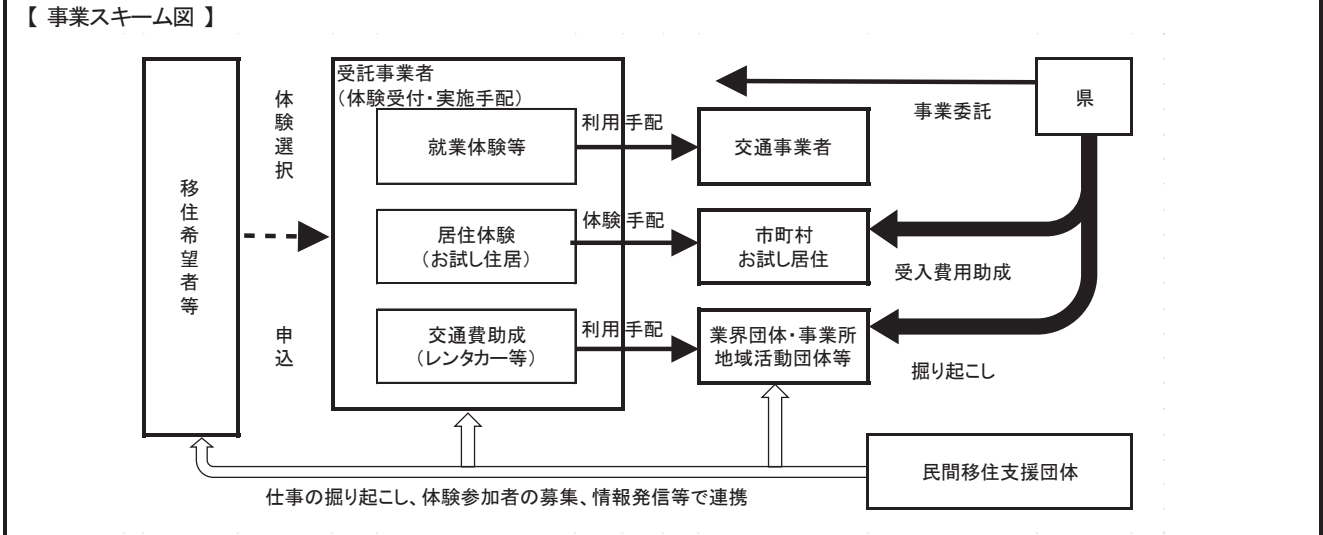 【 事業スキーム図 】
移住希望者等
体験選択
申込
受託事業者
（体験受付・実施手配）
就業体験等
利用手配
交通事業者
居住体験
（お試し住居）
体験手配
市町村
お試し居住
交通費助成
（レンタカー等）
利用手配
業界団体・事業所
地域活動団体等
県
事業委託
受入費用助成
掘り起こし
民間移住支援団体
仕事の掘り起こし、体験参加者の募集、情報発信等で連携